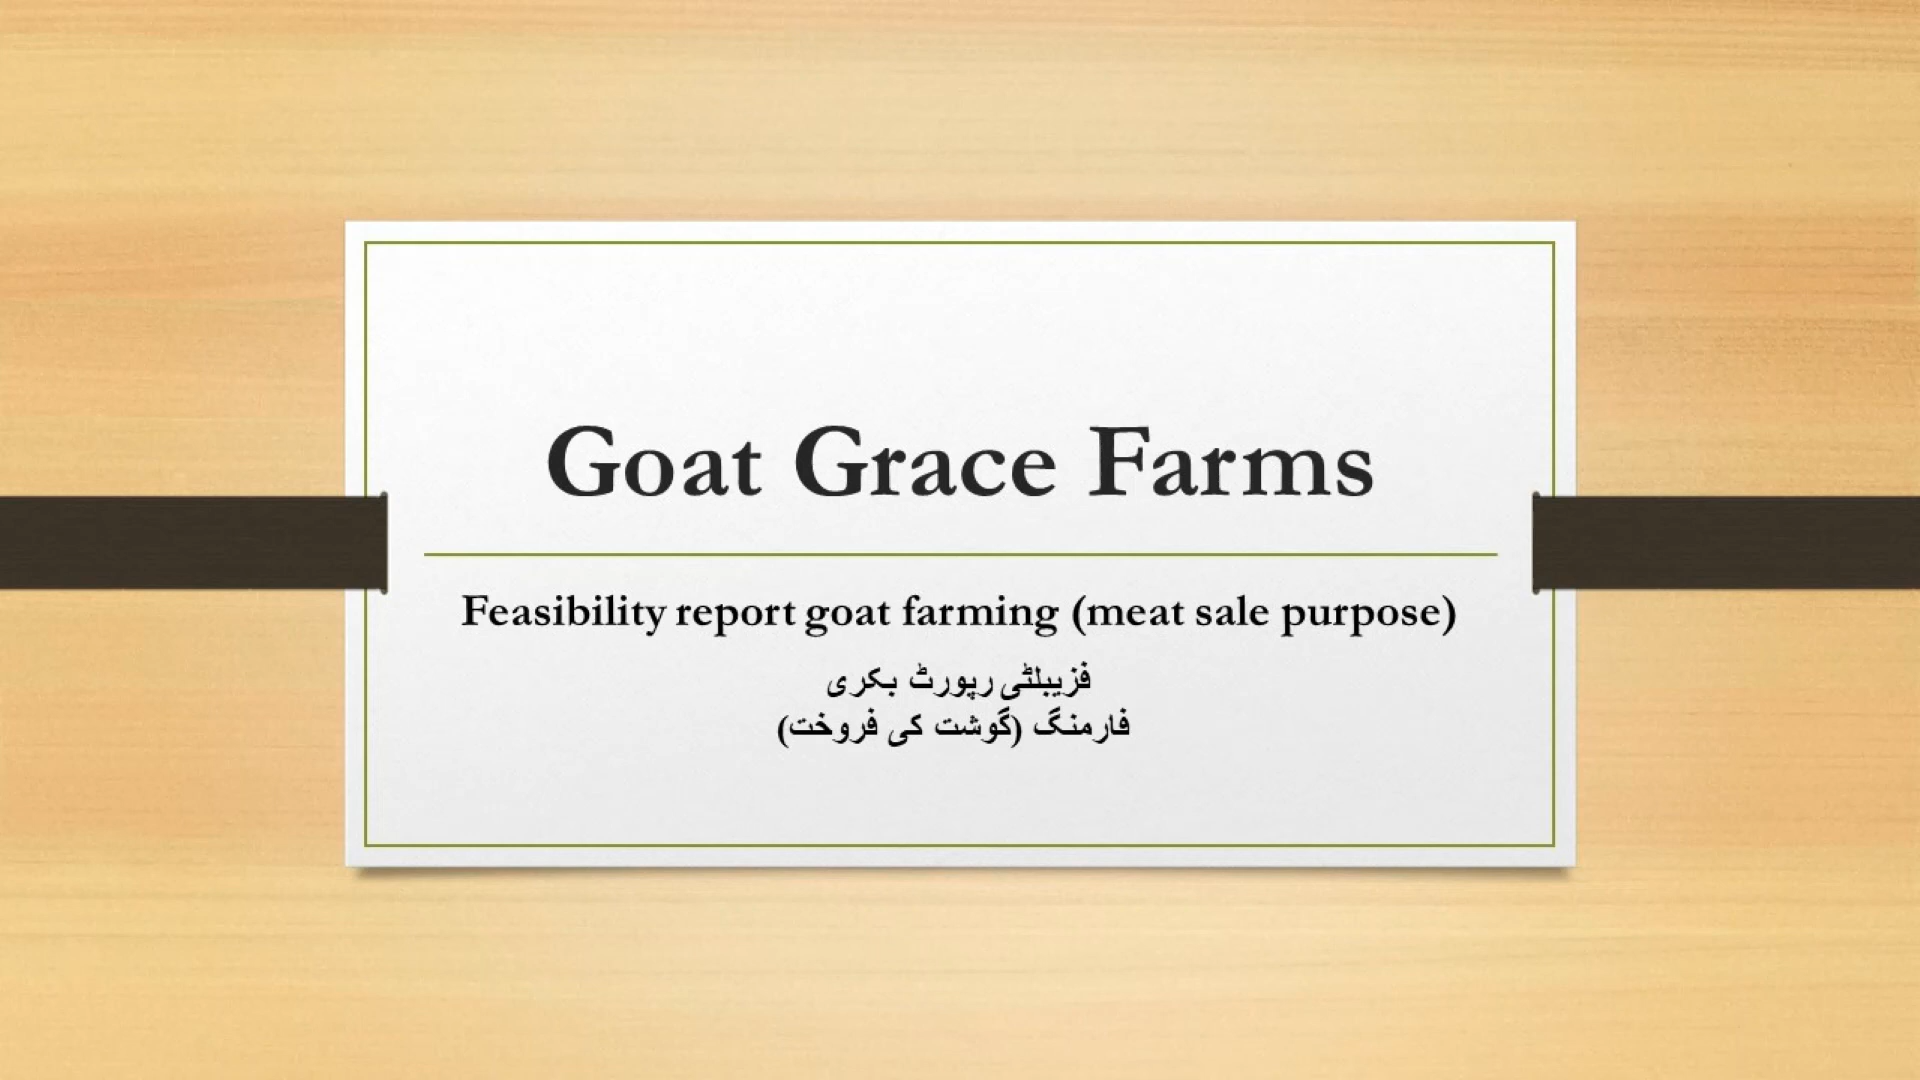 Goat Grace Farms
Feasibility report goat farming (meat sale purpose)
فزیبلٹی رپورٹ بکری
فارمنگ (گوشت کی فروخت)